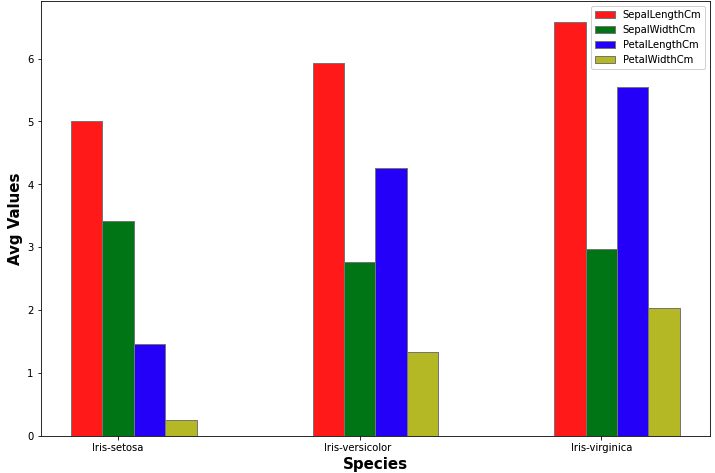 SepalLengthCm
SepalWidthCm
PetalLengthCm
PetalWidthCm
6
5
4
3
2
1
0
Avg Values
Iris-setosa
Iris-versicolor
Iris-virginica
Species